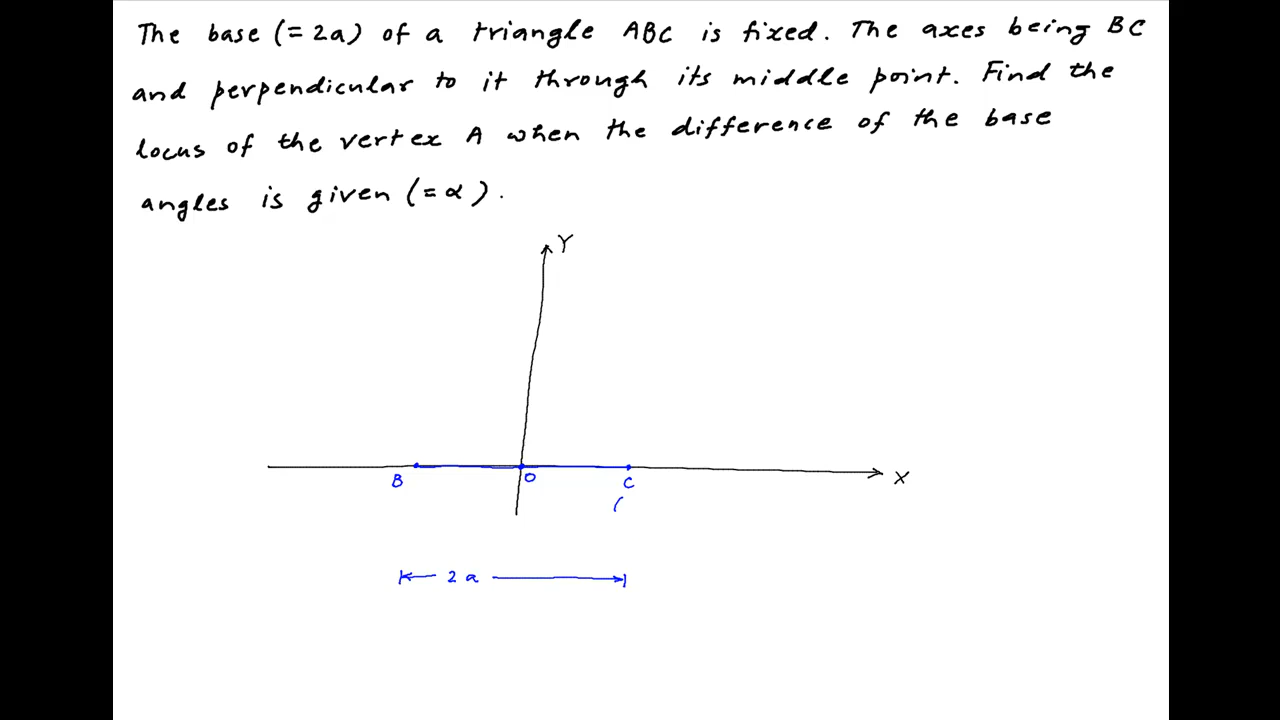 The base (= 2a) of a triangle ABC is fixed. The axes being BC
and perpendicular to it through its middle point. Find the
locus of the vertex A when the difference of the base
angles is given (= α).
Y
B O C X
(
2a